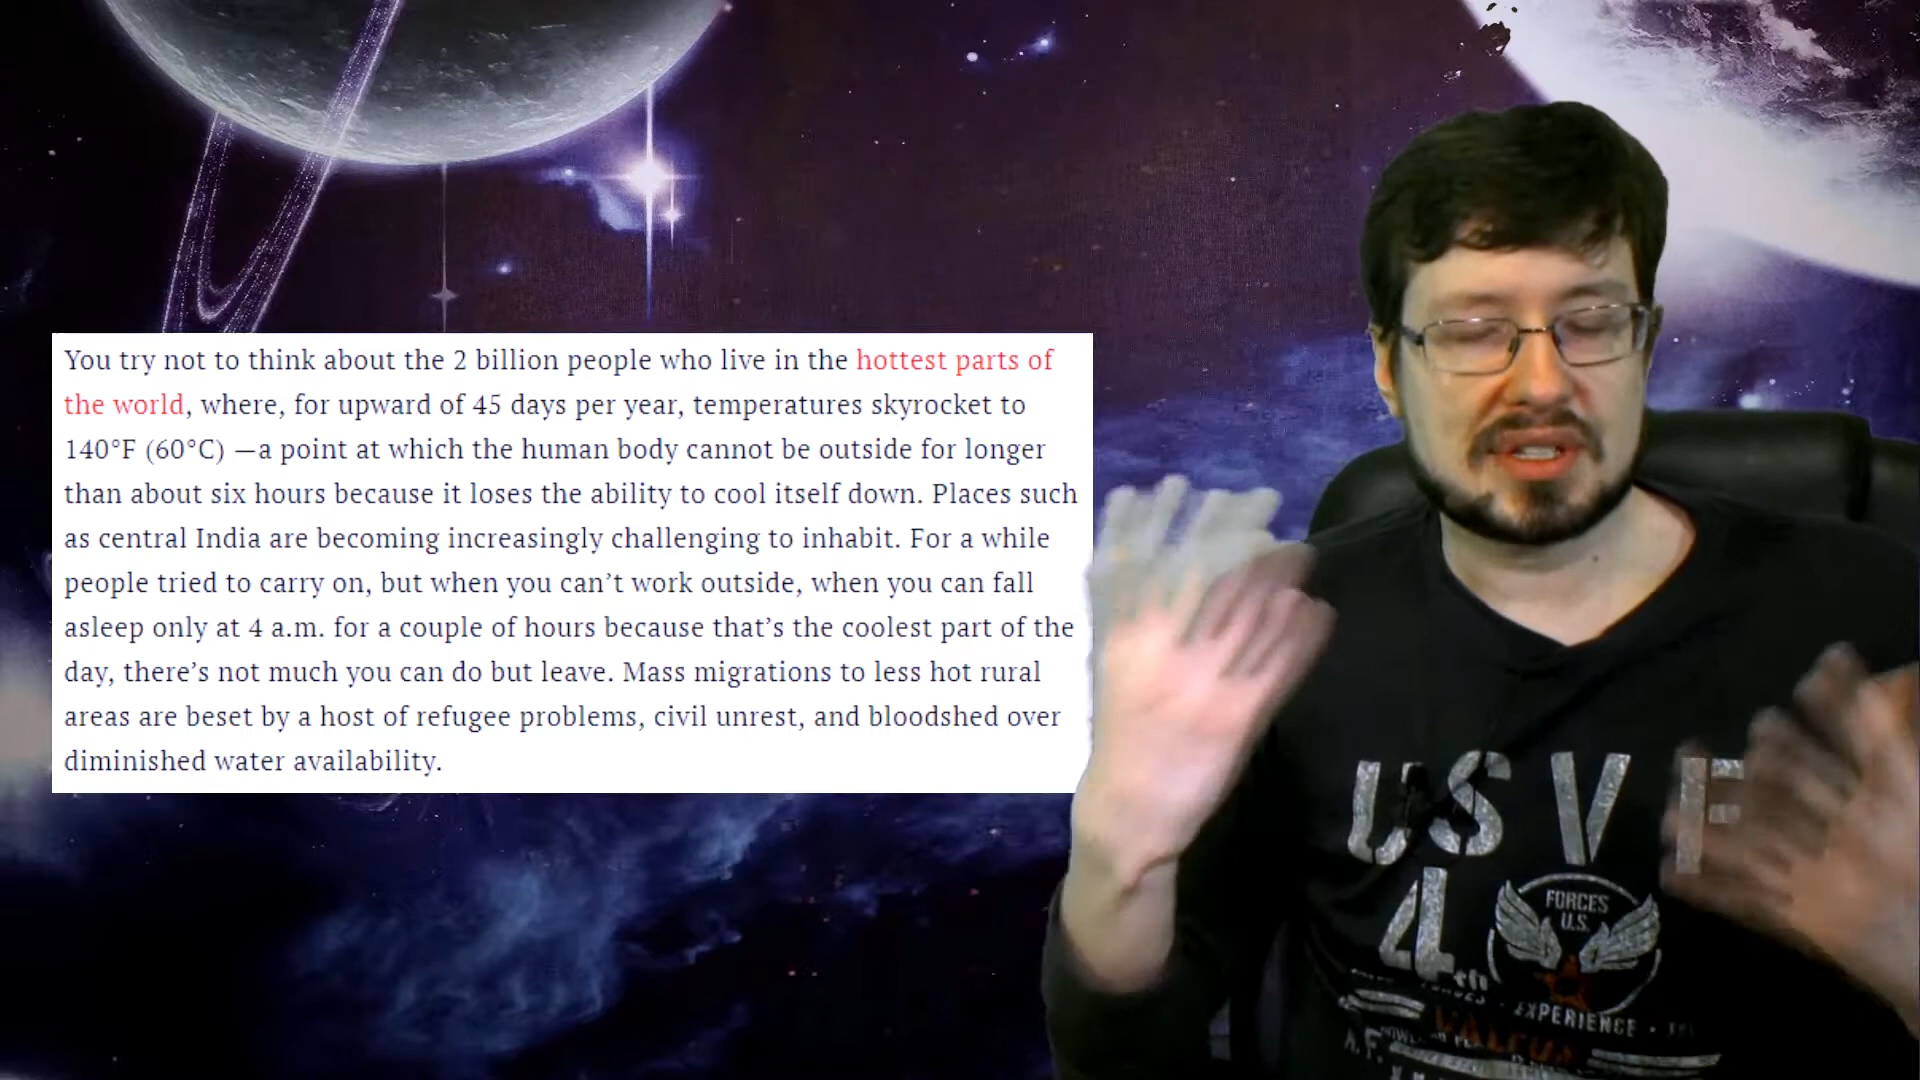 You try not to think about the 2 billion people who live in the hottest parts of
the world, where, for upward of 45 days per year, temperatures skyrocket to
140°F (60°C) —a point at which the human body cannot be outside for longer
than about six hours because it loses the ability to cool itself down. Places such
as central India are becoming increasingly challenging to inhabit. For a while
people tried to carry on, but when you can’t work outside, when you can fall
asleep only at 4 a.m. for a couple of hours because that’s the coolest part of the
day, there’s not much you can do but leave. Mass migrations to less hot rural
areas are beset by a host of refugee problems, civil unrest, and bloodshed over
diminished water availability.
USVF
4th
FORCES
U.S.
EXPERIENCE